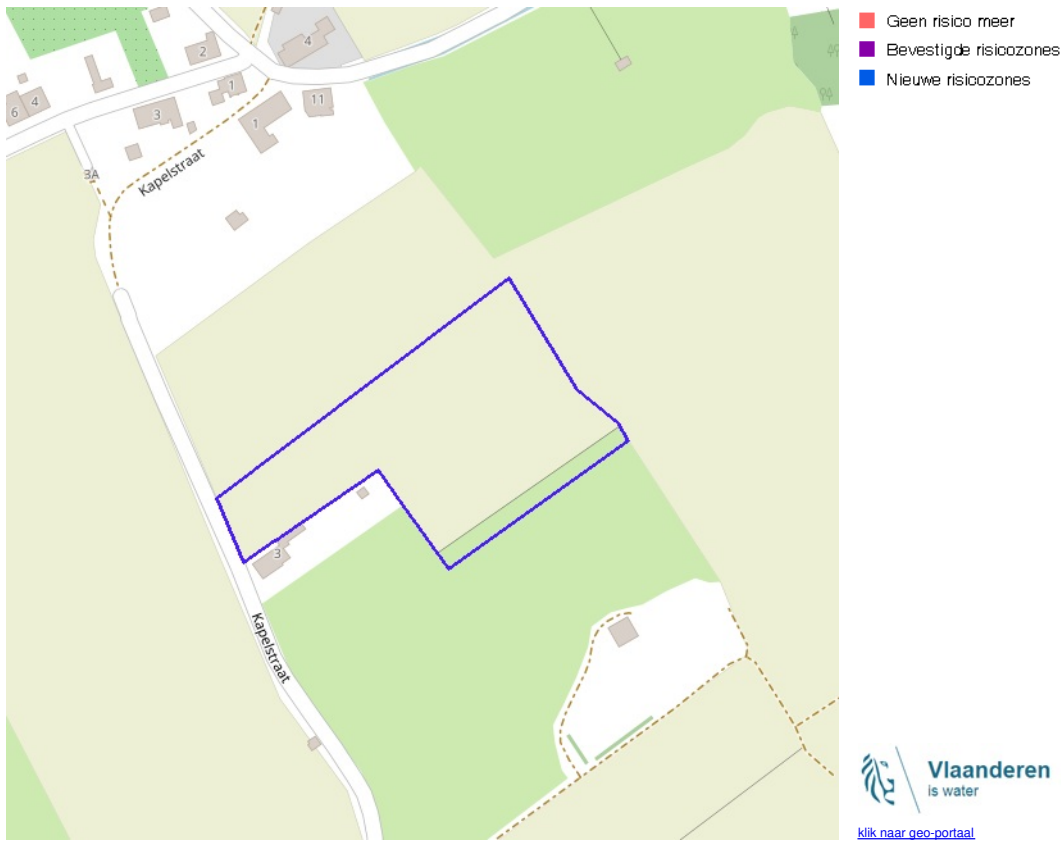 2
4
6
4
3
1
1
11
3A
Kapelstraat
3
Kapelstraat
Geen risico meer
Bevestigde risicozones
Nieuwe risicozones
Vlaanderen
is water
klik naar geo-portaal